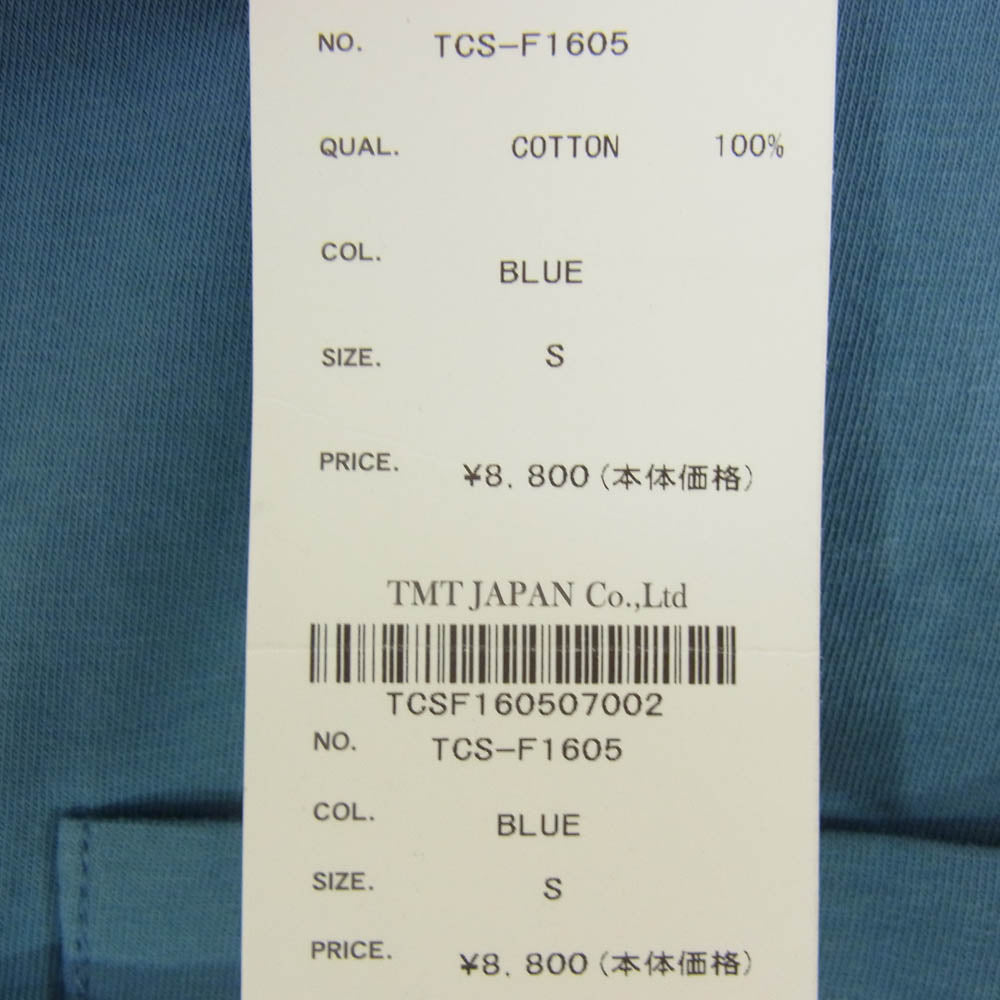 NO. TCS-F1605
QUAL. COTTON 100%
COL. BLUE
SIZE. S
PRICE. ¥8,800(本体価格)
TMT JAPAN Co.,Ltd
TCSF160507002
NO. TCS-F1605
COL. BLUE
SIZE. S
PRICE. ¥8,800(本体価格)